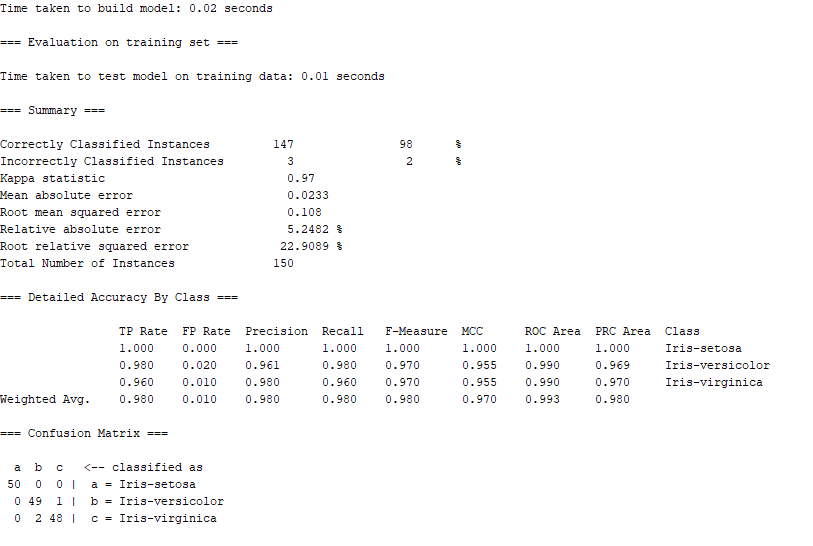 Time taken to build model: 0.02 seconds
=== Evaluation on training set ===
Time taken to test model on training data: 0.01 seconds
=== Summary ===
Correctly Classified Instances         147               98      %
Incorrectly Classified Instances         3                2      %
Kappa statistic                          0.97
Mean absolute error                      0.0233
Root mean squared error                  0.108
Relative absolute error                  5.2482 %
Root relative squared error             22.9089 %
Total Number of Instances              150
=== Detailed Accuracy By Class ===
                 TP Rate  FP Rate  Precision  Recall   F-Measure  MCC      ROC Area  PRC Area  Class
                 1.000    0.000    1.000      1.000    1.000      1.000    1.000     1.000     Iris-setosa
                 0.980    0.020    0.961      0.980    0.970      0.955    0.990     0.969     Iris-versicolor
                 0.960    0.010    0.980      0.960    0.970      0.955    0.990     0.970     Iris-virginica
Weighted Avg.    0.980    0.010    0.980      0.980    0.980      0.970    0.993     0.980
=== Confusion Matrix ===
  a  b  c   <-- classified as
 50  0  0 |  a = Iris-setosa
  0 49  1 |  b = Iris-versicolor
  0  2 48 |  c = Iris-virginica